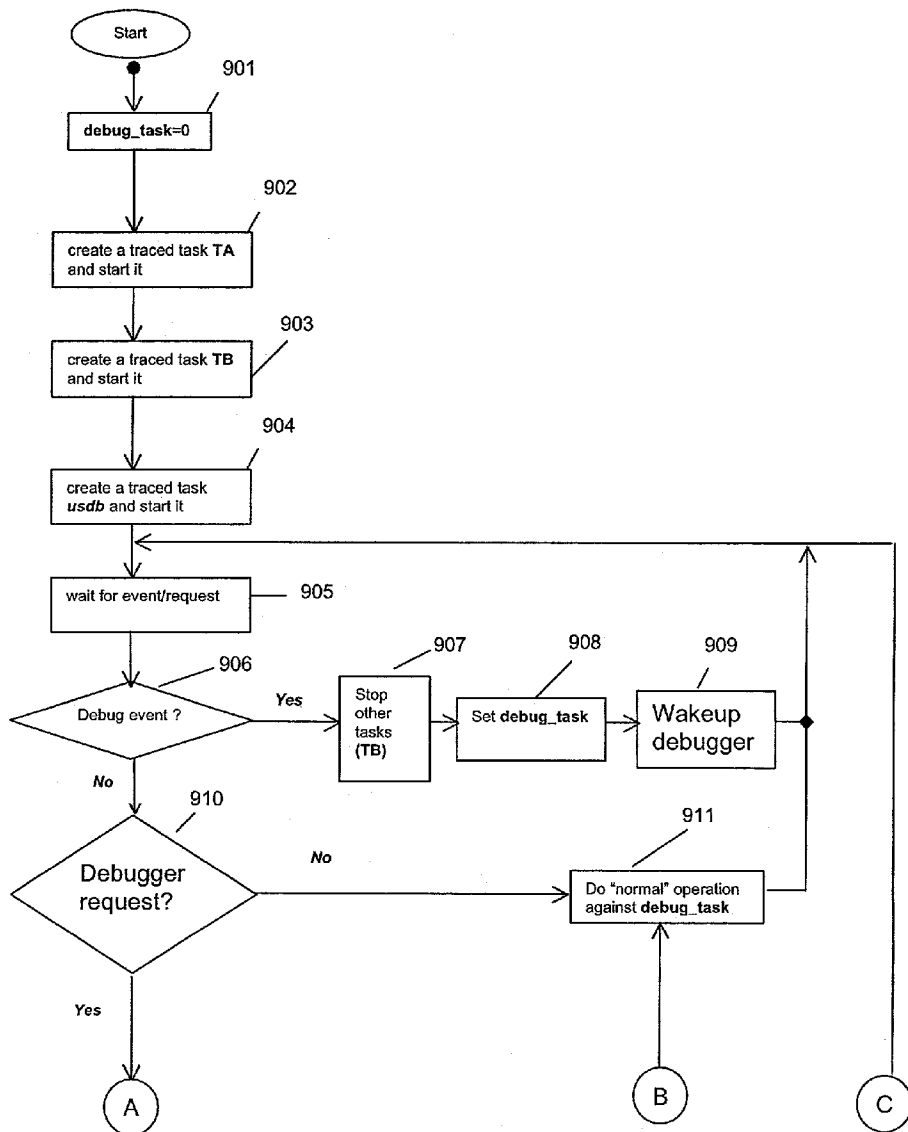 Start
901
debug_task=0
902
create a traced task TA
and start it
903
create a traced task TB
and start it
904
create a traced task
usdb and start it
wait for event/request
905
906
Debug event ?
Yes
907
Stop
other
tasks
(TB)
908
Set debug_task
909
Wakeup
debugger
No
910
Debugger
request?
No
911
Do "normal" operation
against debug_task
Yes
A
B
C